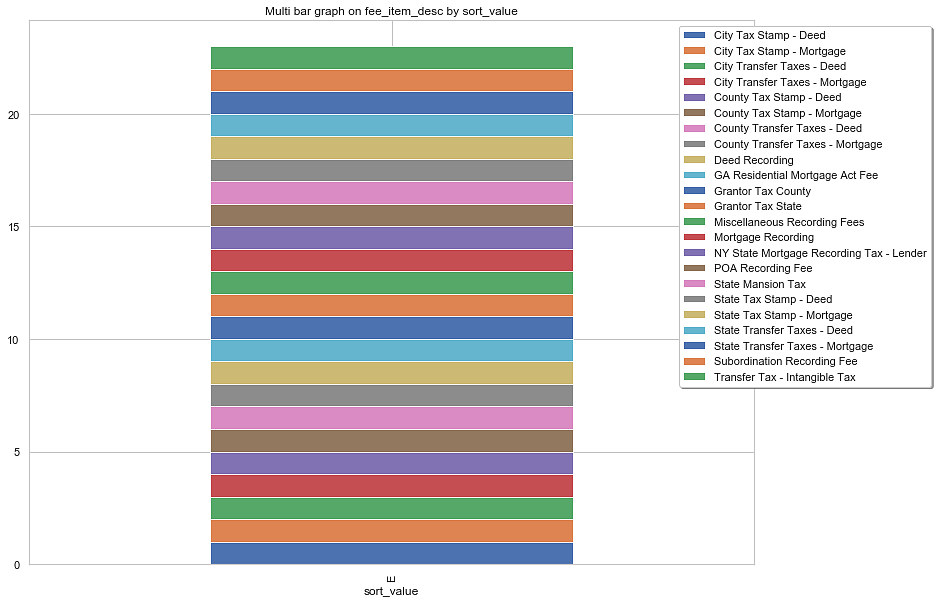 Multi bar graph on fee_item_desc by sort_value
City Tax Stamp - Deed
City Tax Stamp - Mortgage
City Transfer Taxes - Deed
City Transfer Taxes - Mortgage
County Tax Stamp - Deed
County Tax Stamp - Mortgage
County Transfer Taxes - Deed
County Transfer Taxes - Mortgage
Deed Recording
GA Residential Mortgage Act Fee
Grantor Tax County
Grantor Tax State
Miscellaneous Recording Fees
Mortgage Recording
NY State Mortgage Recording Tax - Lender
POA Recording Fee
State Mansion Tax
State Tax Stamp - Deed
State Tax Stamp - Mortgage
State Transfer Taxes - Deed
State Transfer Taxes - Mortgage
Subordination Recording Fee
Transfer Tax - Intangible Tax
20
15
10
5
0
E
sort_value